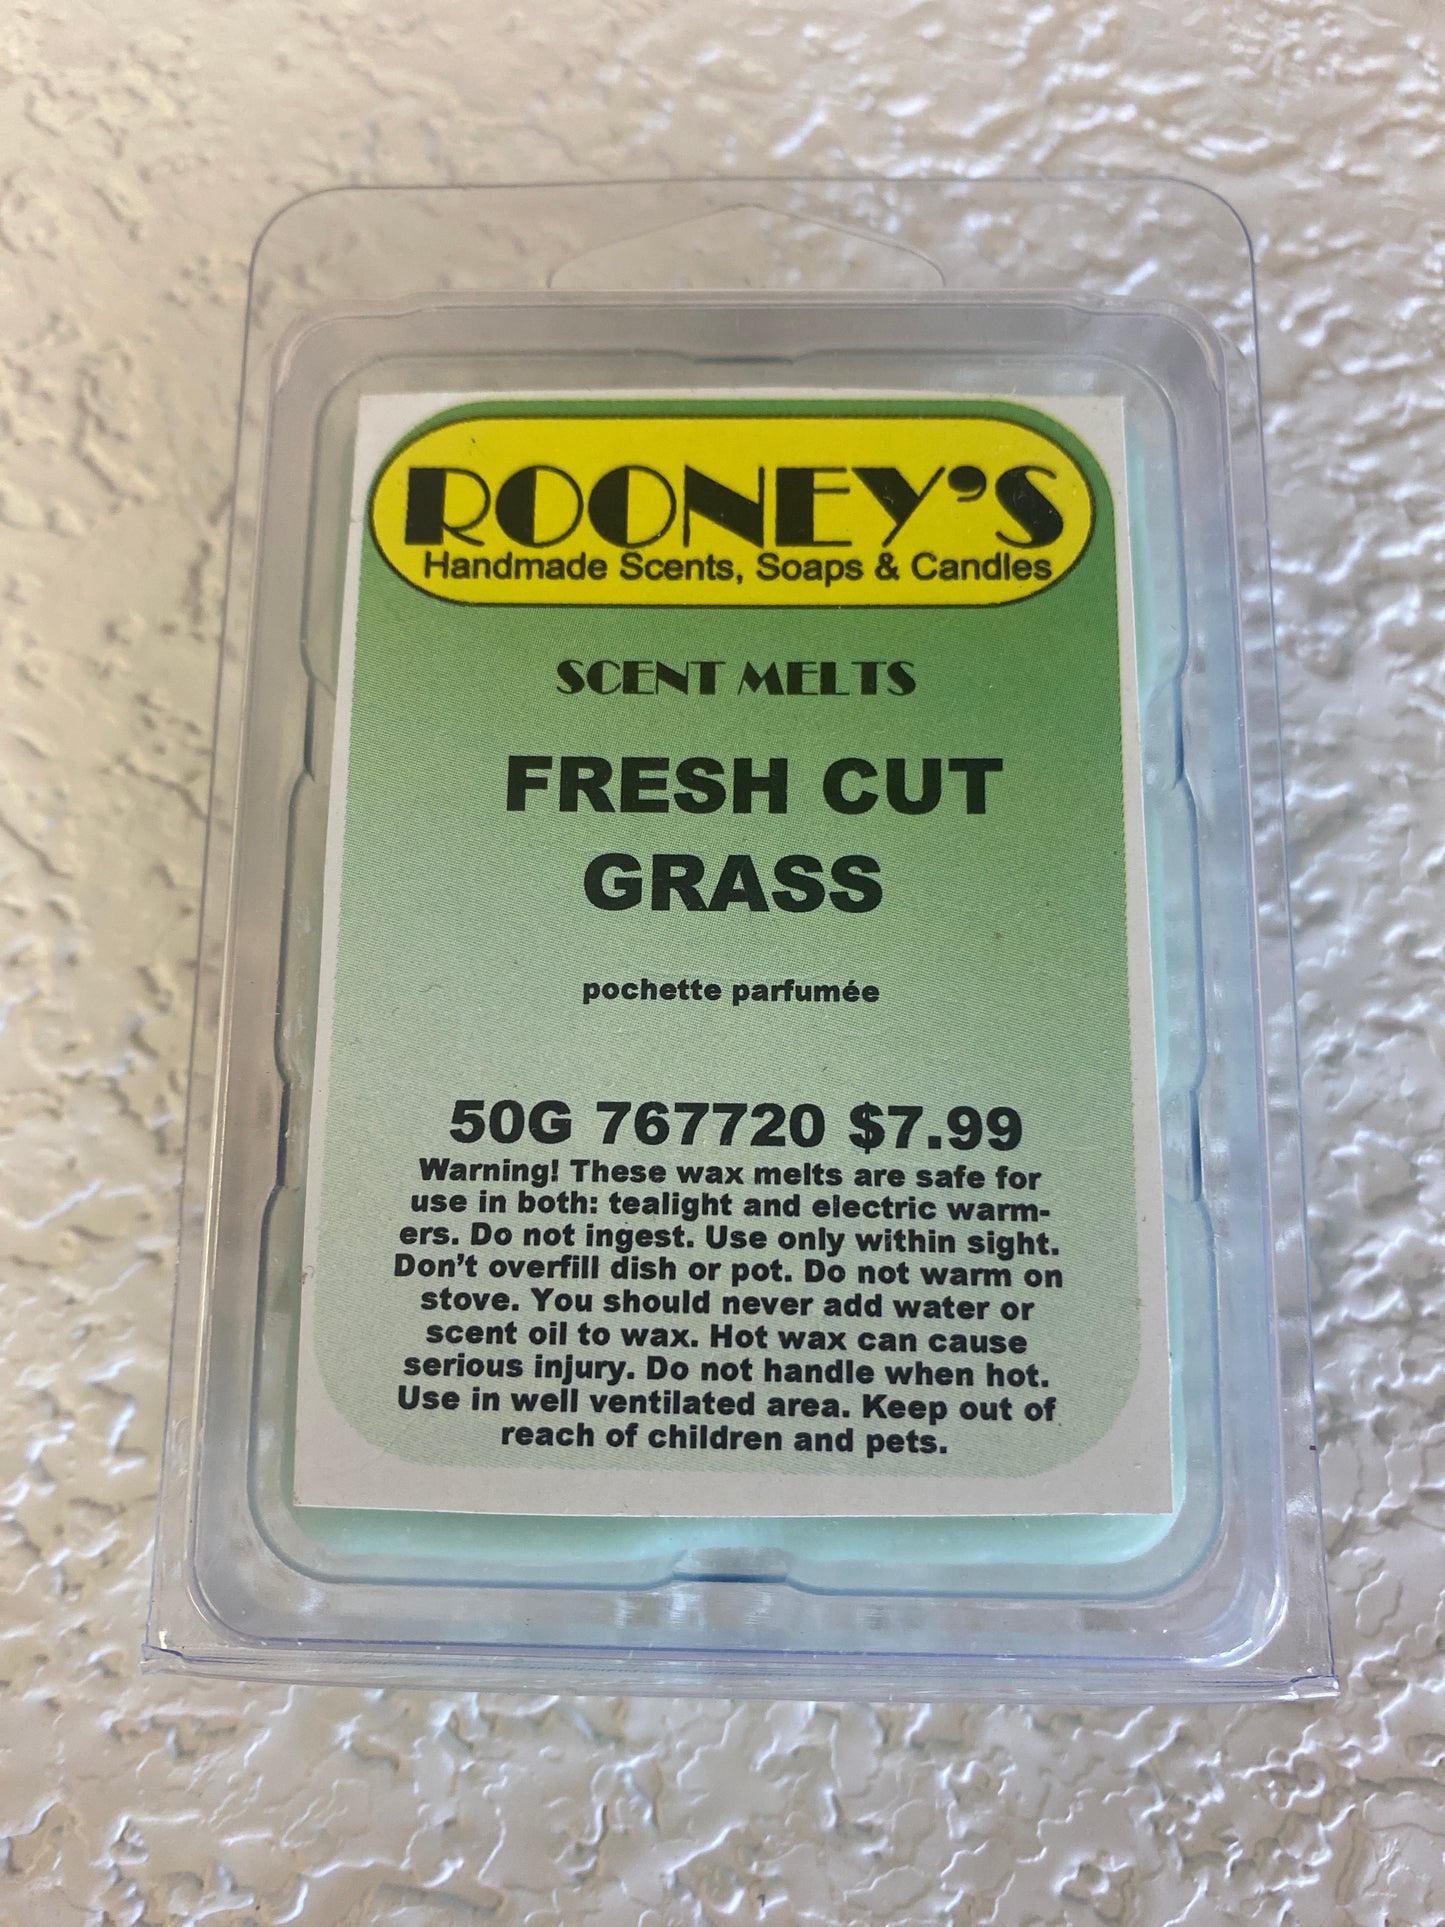 ROONEY'S
Handmade Scents, Soaps & Candles
SCENT MELTS
FRESH CUT
GRASS
pochette parfumée
50G 767720 $7.99
Warning! These wax melts are safe for
use in both: tealight and electric warm-
ers. Do not ingest. Use only within sight.
Don't overfill dish or pot. Do not warm on
stove. You should never add water or
scent oil to wax. Hot wax can cause
serious injury. Do not handle when hot.
Use in well ventilated area. Keep out of
reach of children and pets.